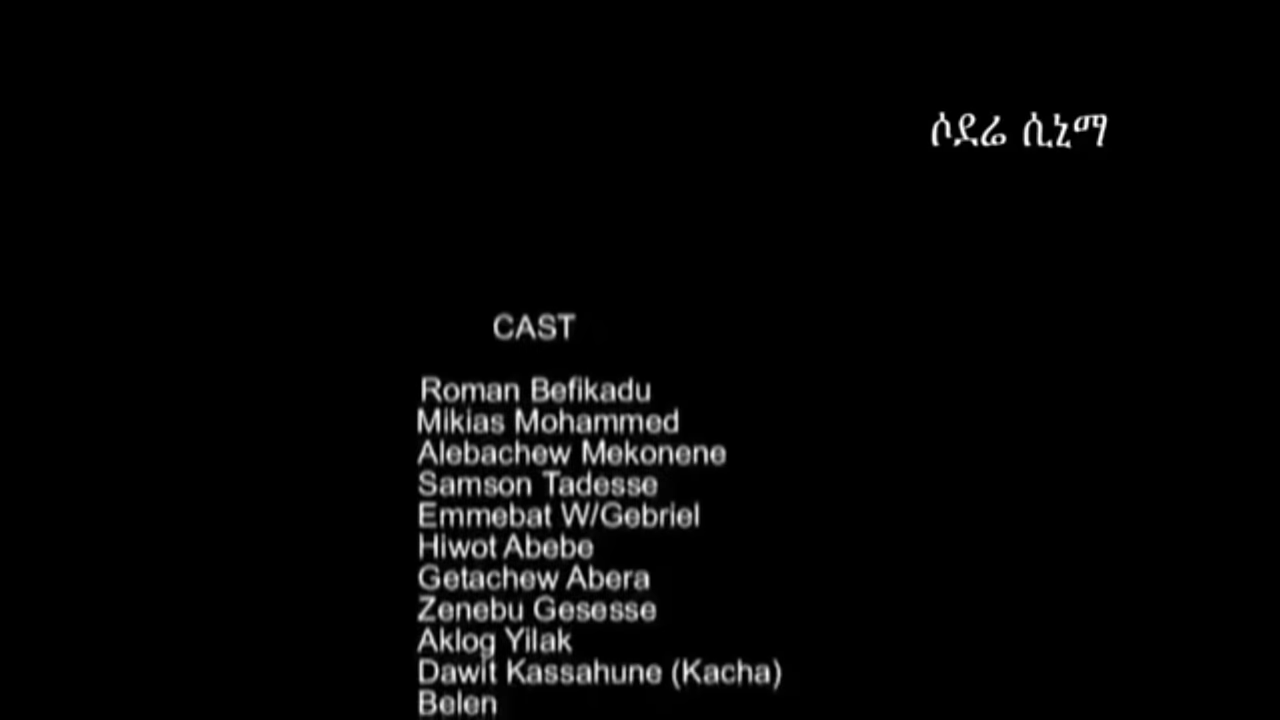 ሶደሬ ሲኒማ
CAST
Roman Befikadu
Mikias Mohammed
Alebachew Mekonene
Samson Tadesse
Emmebat W/Gebriel
Hiwot Abebe
Getachew Abera
Zenebu Gesesse
Aklog Yilak
Dawit Kassahune (Kacha)
Belen